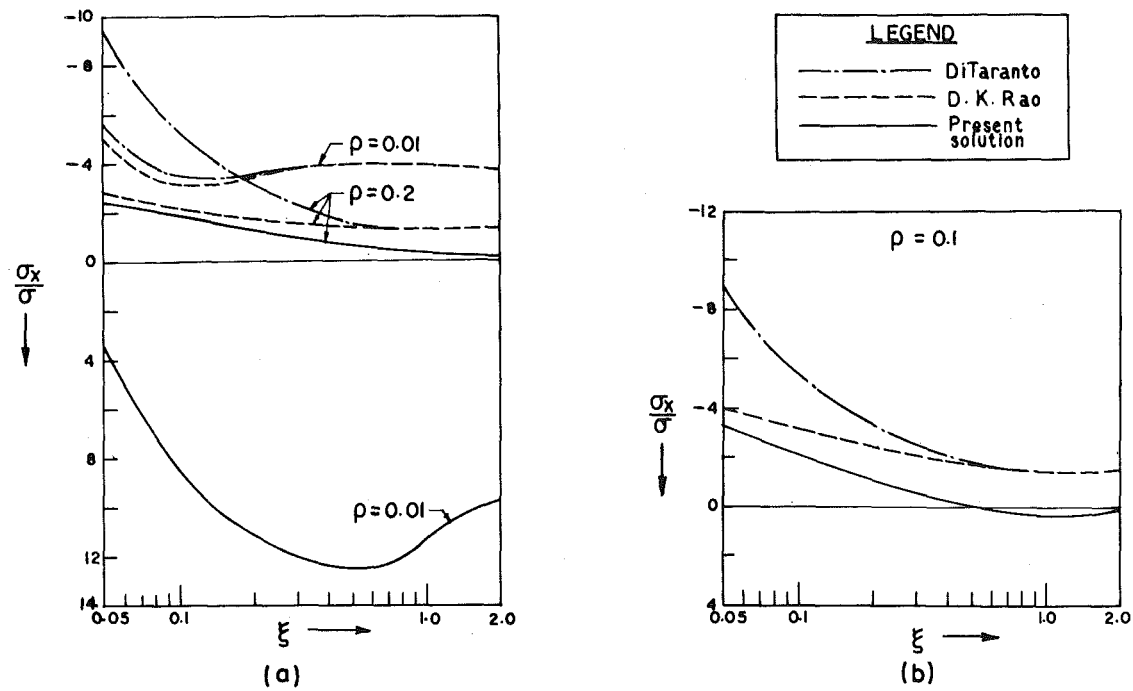 -10
-8
-4
0
4
8
12
14
σx
σ
ρ=0.01
ρ=0.2
ρ=0.01
0.05 0.1 1.0 2.0
ξ
(a)
LEGEND
DiTaranto
D. K. Rao
Present
solution
-12
-8
-4
0
4
σx
σ
ρ = 0.1
0.05 0.1 1.0 2.0
ξ
(b)